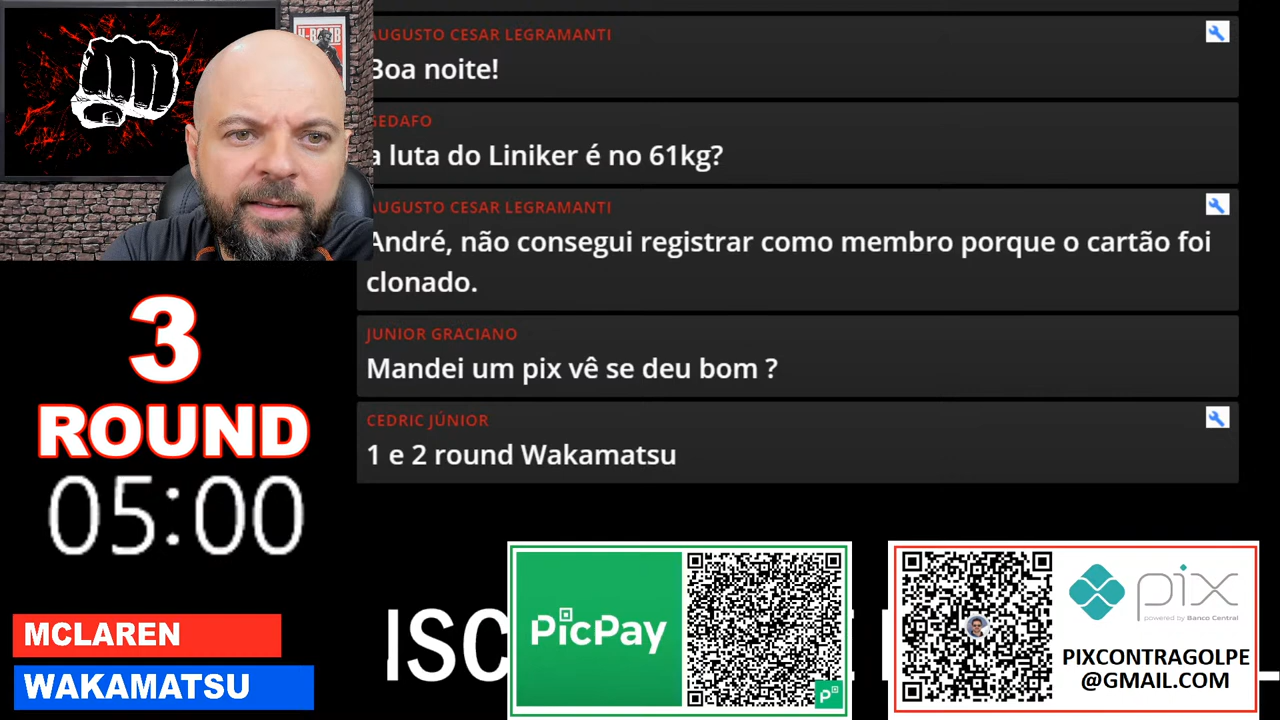 AUGUSTO CESAR LEGRAMANTI
Boa noite!
GEDAFO
a luta do Liniker é no 61kg?
AUGUSTO CESAR LEGRAMANTI
André, não consegui registrar como membro porque o cartão foi
clonado.
JUNIOR GRACIANO
Mandei um pix vê se deu bom ?
CEDRIC JÚNIOR
1 e 2 round Wakamatsu
3
ROUND
05:00
MCLAREN
WAKAMATSU
ISC
PicPay
pix
powered by Banco Central
PIXCONTRAGOLPE
@GMAIL.COM